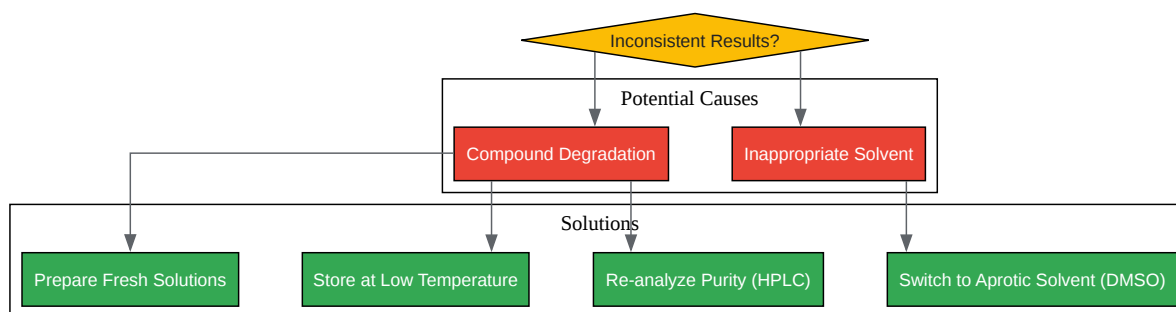 Inconsistent Results?
Potential Causes
Compound Degradation
Inappropriate Solvent
Solutions
Prepare Fresh Solutions
Store at Low Temperature
Re-analyze Purity (HPLC)
Switch to Aprotic Solvent (DMSO)